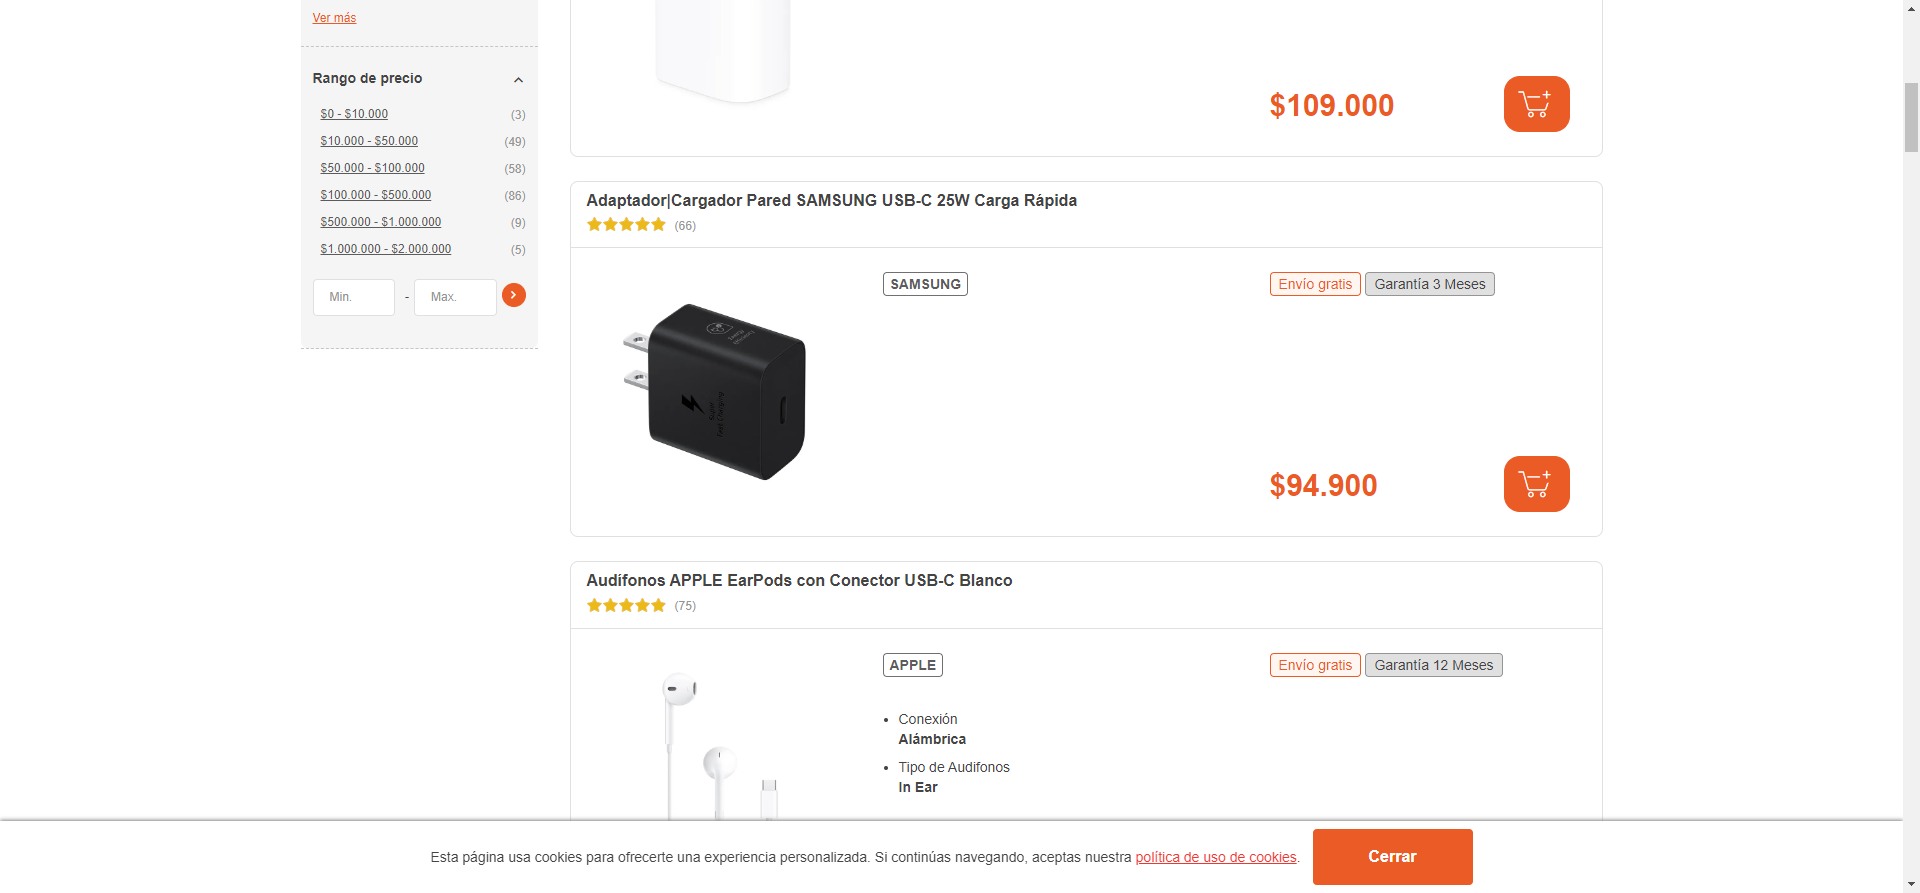 Ver más
Rango de precio
$0 - $10.000 (3)
$10.000 - $50.000 (49)
$50.000 - $100.000 (58)
$100.000 - $500.000 (86)
$500.000 - $1.000.000 (9)
$1.000.000 - $2.000.000 (5)
Min. - Max.
$109.000
Adaptador|Cargador Pared SAMSUNG USB-C 25W Carga Rápida
(66)
SAMSUNG
Envío gratis Garantía 3 Meses
$94.900
Audífonos APPLE EarPods con Conector USB-C Blanco
(75)
APPLE
Envío gratis Garantía 12 Meses
Conexión
Alámbrica
Tipo de Audifonos
In Ear
Esta página usa cookies para ofrecerte una experiencia personalizada. Si continúas navegando, aceptas nuestra política de uso de cookies.
Cerrar